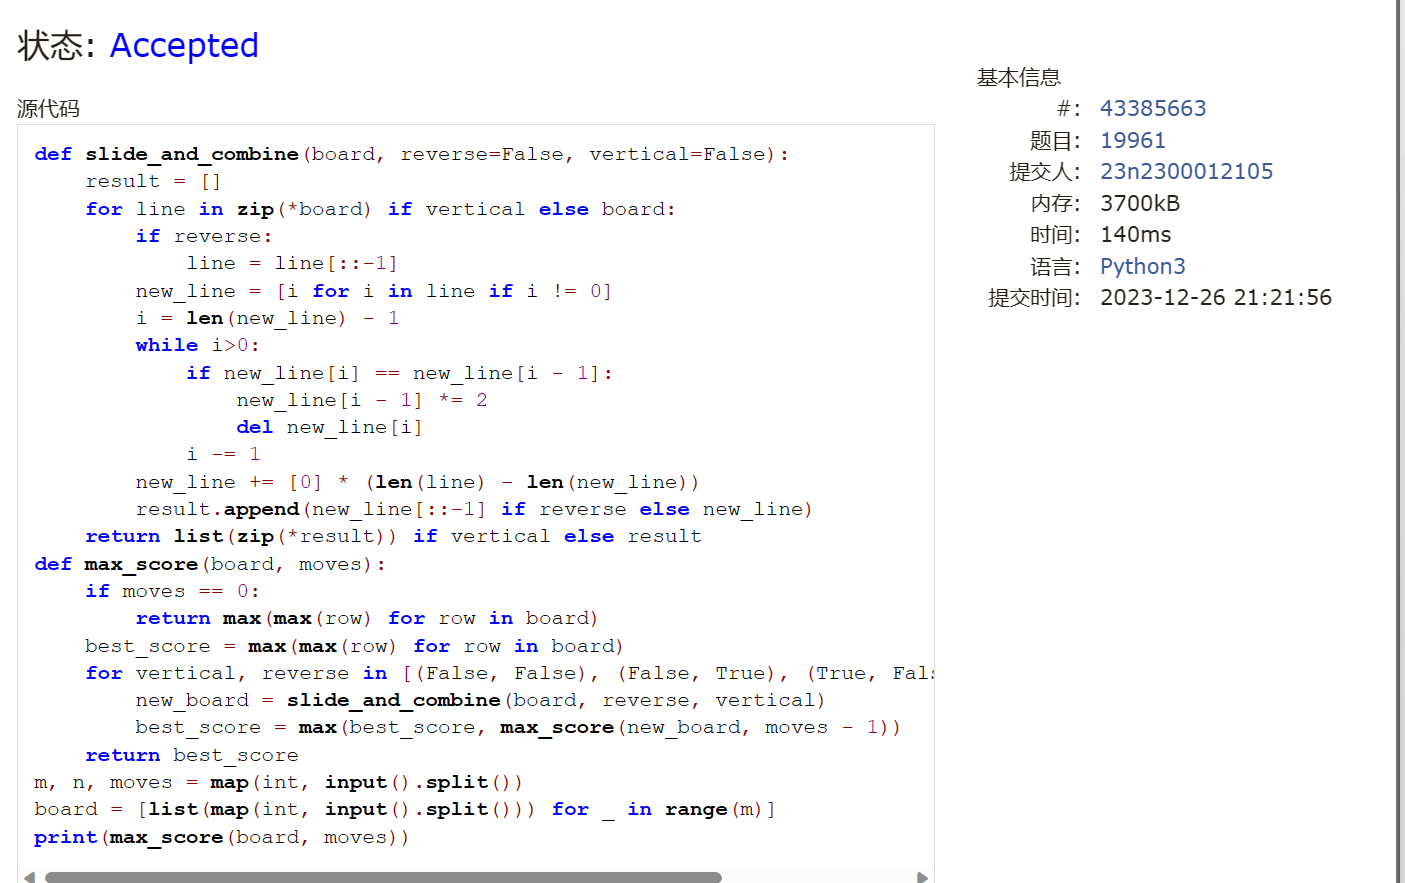 状态: Accepted
源代码
def slide_and_combine(board, reverse=False, vertical=False):
    result = []
    for line in zip(*board) if vertical else board:
        if reverse:
            line = line[::-1]
        new_line = [i for i in line if i != 0]
        i = len(new_line) - 1
        while i>0:
            if new_line[i] == new_line[i - 1]:
                new_line[i - 1] *= 2
                del new_line[i]
            i -= 1
        new_line += [0] * (len(line) - len(new_line))
        result.append(new_line[::-1] if reverse else new_line)
    return list(zip(*result)) if vertical else result
def max_score(board, moves):
    if moves == 0:
        return max(max(row) for row in board)
    best_score = max(max(row) for row in board)
    for vertical, reverse in [(False, False), (False, True), (True, Fal
        new_board = slide_and_combine(board, reverse, vertical)
        best_score = max(best_score, max_score(new_board, moves - 1))
    return best_score
m, n, moves = map(int, input().split())
board = [list(map(int, input().split())) for _ in range(m)]
print(max_score(board, moves))
基本信息
#: 43385663
题目: 19961
提交人: 23n2300012105
内存: 3700kB
时间: 140ms
语言: Python3
提交时间: 2023-12-26 21:21:56